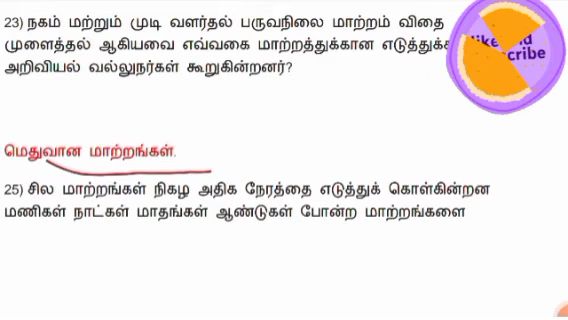 23) நகம் மற்றும் முடி வளர்தல் பருவநிலை மாற்றம் விதை
முளைத்தல் ஆகியவை எவ்வகை மாற்றத்துக்கான
அறிவியல் வல்லுநர்கள் கூறுகின்றனர்?
மெதுவான மாற்றங்கள்.
25) சில மாற்றங்கள் நிகழ அதிக நேரத்தை எடுத்துக் கொள்கின்றன
மணிகள் நாட்கள் மாதங்கள் ஆண்டுகள் போன்ற மாற்றங்களை